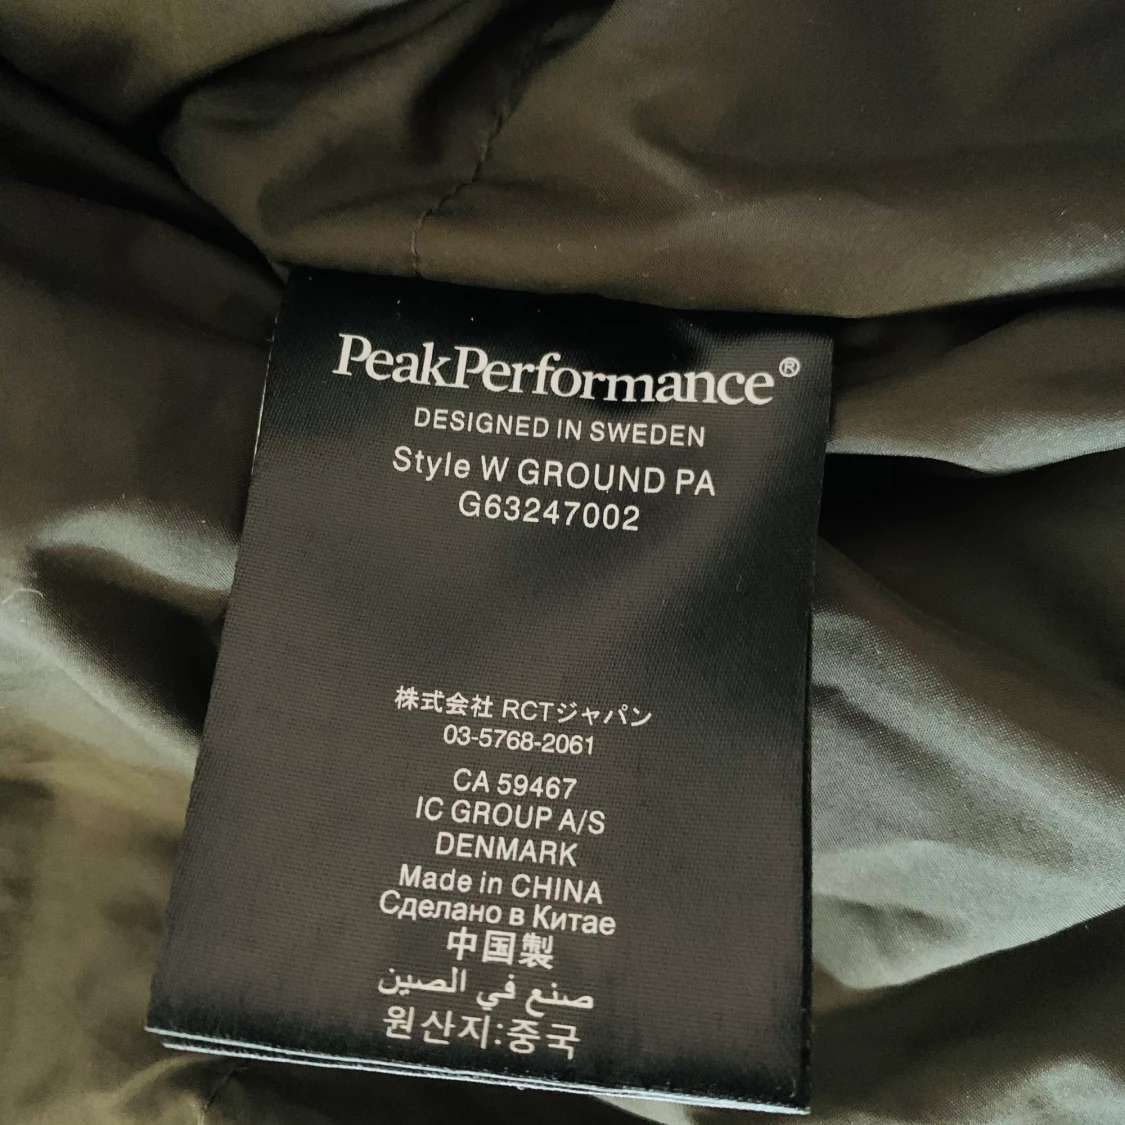 PeakPerformance®
DESIGNED IN SWEDEN
Style W GROUND PA
G63247002
株式会社 RCTジャパン
03-5768-2061
CA 59467
IC GROUP A/S
DENMARK
Made in CHINA
Сделано в Китае
中国製
صنع في الصين
원산지:중국